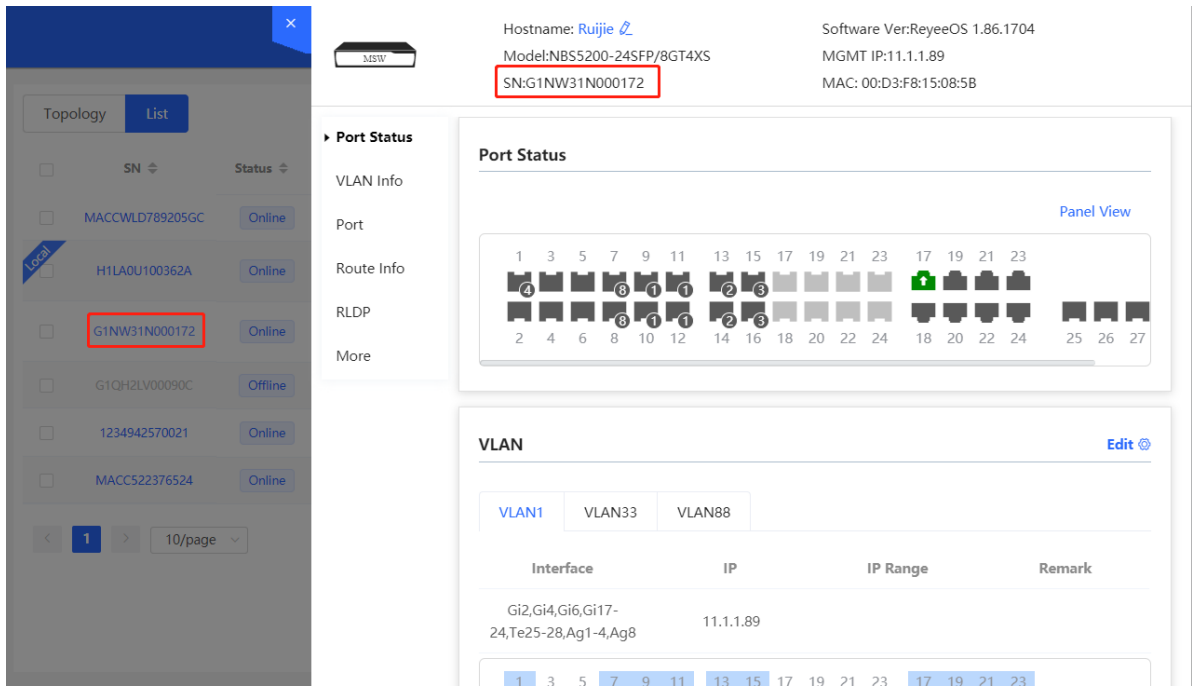 ×
Topology
List
SN
Status
MACCWLD789205GC
Online
Local
H1LA0U100362A
Online
G1NW31N000172
Online
G1QH2LV00090C
Offline
1234942570021
Online
MACC522376524
Online
<
1
>
10/page
MSW
Hostname: Ruijie
Model:NBS5200-24SFP/8GT4XS
SN:G1NW31N000172
Software Ver:ReyeeOS 1.86.1704
MGMT IP:11.1.1.89
MAC: 00:D3:F8:15:08:5B
Port Status
VLAN Info
Port
Route Info
RLDP
More
Port Status
Panel View
1 3 5 7 9 11 13 15 17 19 21 23 17 19 21 23
4 8 1 1 2 3
8 1 1 2 3
2 4 6 8 10 12 14 16 18 20 22 24 18 20 22 24 25 26 27
VLAN
Edit
VLAN1 VLAN33 VLAN88
Interface IP IP Range Remark
Gi2,Gi4,Gi6,Gi17-
24,Te25-28,Ag1-4,Ag8
11.1.1.89
1 3 5 7 9 11 13 15 17 19 21 23 17 19 21 23